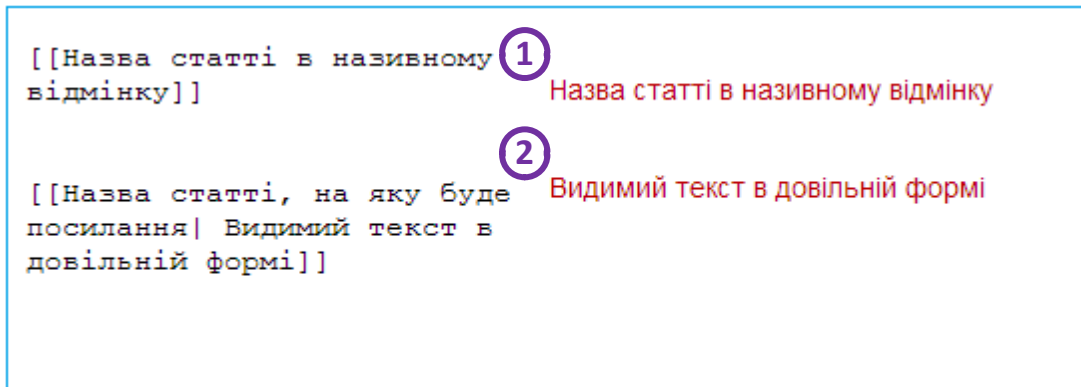 [[Назва статті в називному
відмінку]]
1
Назва статті в називному відмінку
2
[[Назва статті, на яку буде
посилання| Видимий текст в
довільній формі]]
Видимий текст в довільній формі